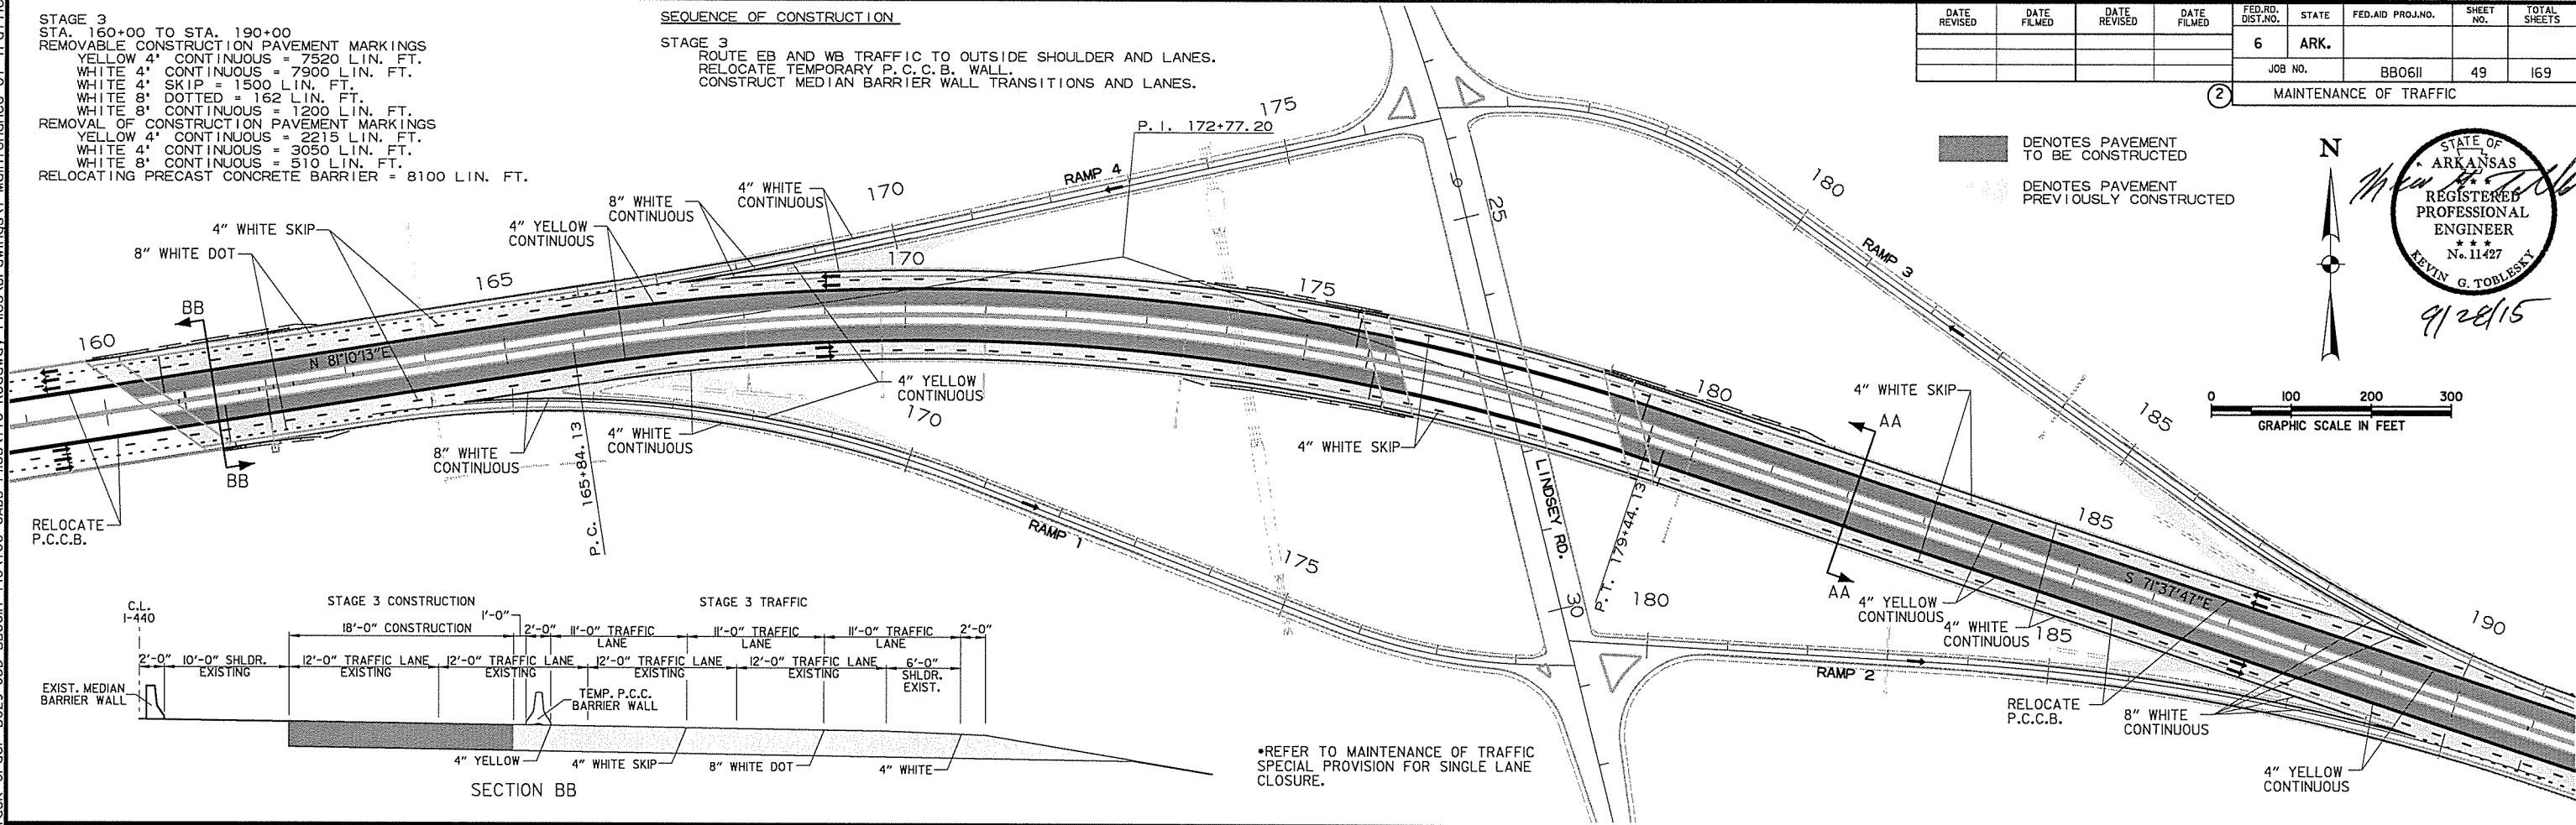 STAGE 3
STA. 160+00 TO STA. 190+00
REMOVABLE CONSTRUCTION PAVEMENT MARKINGS
YELLOW 4" CONTINUOUS = 7520 LIN. FT.
WHITE 4" CONTINUOUS = 7900 LIN. FT.
WHITE 4" SKIP = 1500 LIN. FT.
WHITE 8" DOTTED = 162 LIN. FT.
WHITE 8" CONTINUOUS = 1200 LIN. FT.
REMOVAL OF CONSTRUCTION PAVEMENT MARKINGS
YELLOW 4" CONTINUOUS = 2215 LIN. FT.
WHITE 4" CONTINUOUS = 3050 LIN. FT.
WHITE 8" CONTINUOUS = 510 LIN. FT.
RELOCATING PRECAST CONCRETE BARRIER = 8100 LIN. FT.
SEQUENCE OF CONSTRUCTION
STAGE 3
ROUTE EB AND WB TRAFFIC TO OUTSIDE SHOULDER AND LANES.
RELOCATE TEMPORARY P.C.C.B. WALL.
CONSTRUCT MEDIAN BARRIER WALL TRANSITIONS AND LANES.
DATE REVISED
DATE FILMED
DATE REVISED
DATE FILMED
FED.RD. DIST.NO.
STATE
FED.AID PROJ.NO.
SHEET NO.
TOTAL SHEETS
6
ARK.
JOB NO.
BB0611
49
169
2
MAINTENANCE OF TRAFFIC
DENOTES PAVEMENT
TO BE CONSTRUCTED
DENOTES PAVEMENT
PREVIOUSLY CONSTRUCTED
N
STATE OF
ARKANSAS
★ ★ ★
REGISTERED
PROFESSIONAL
ENGINEER
★ ★ ★
No. 11427
KEVIN G. TOBLESKY
9/28/15
0 100 200 300
GRAPHIC SCALE IN FEET
P.I. 172+77.20
175
RAMP 4
170
4" WHITE
CONTINUOUS
8" WHITE
CONTINUOUS
4" YELLOW
CONTINUOUS
4" WHITE SKIP
8" WHITE DOT
25
180
RAMP 3
185
165
170
175
160
BB
N 81°10'13"E
4" YELLOW
CONTINUOUS
170
4" WHITE
CONTINUOUS
8" WHITE
CONTINUOUS
BB
P.C. 165+84.13
RELOCATE
P.C.C.B.
RAMP 1
175
4" WHITE SKIP
LINDSEY RD.
P.T. 179+44.13
30
180
180
4" WHITE SKIP
AA
AA
185
S 71°37'47"E
4" YELLOW
CONTINUOUS
4" WHITE
CONTINUOUS
185
190
RAMP 2
RELOCATE
P.C.C.B.
8" WHITE
CONTINUOUS
4" YELLOW
CONTINUOUS
C.L.
I-440
STAGE 3 CONSTRUCTION
STAGE 3 TRAFFIC
1'-0"
18'-0" CONSTRUCTION
2'-0"
11'-0" TRAFFIC LANE
11'-0" TRAFFIC LANE
11'-0" TRAFFIC LANE
2'-0"
2'-0"
10'-0" SHLDR. EXISTING
12'-0" TRAFFIC LANE EXISTING
12'-0" TRAFFIC LANE EXISTING
12'-0" TRAFFIC LANE EXISTING
12'-0" TRAFFIC LANE EXISTING
6'-0" SHLDR. EXIST.
EXIST. MEDIAN
BARRIER WALL
TEMP. P.C.C.
BARRIER WALL
4" YELLOW
4" WHITE SKIP
8" WHITE DOT
4" WHITE
SECTION BB
*REFER TO MAINTENANCE OF TRAFFIC
SPECIAL PROVISION FOR SINGLE LANE
CLOSURE.